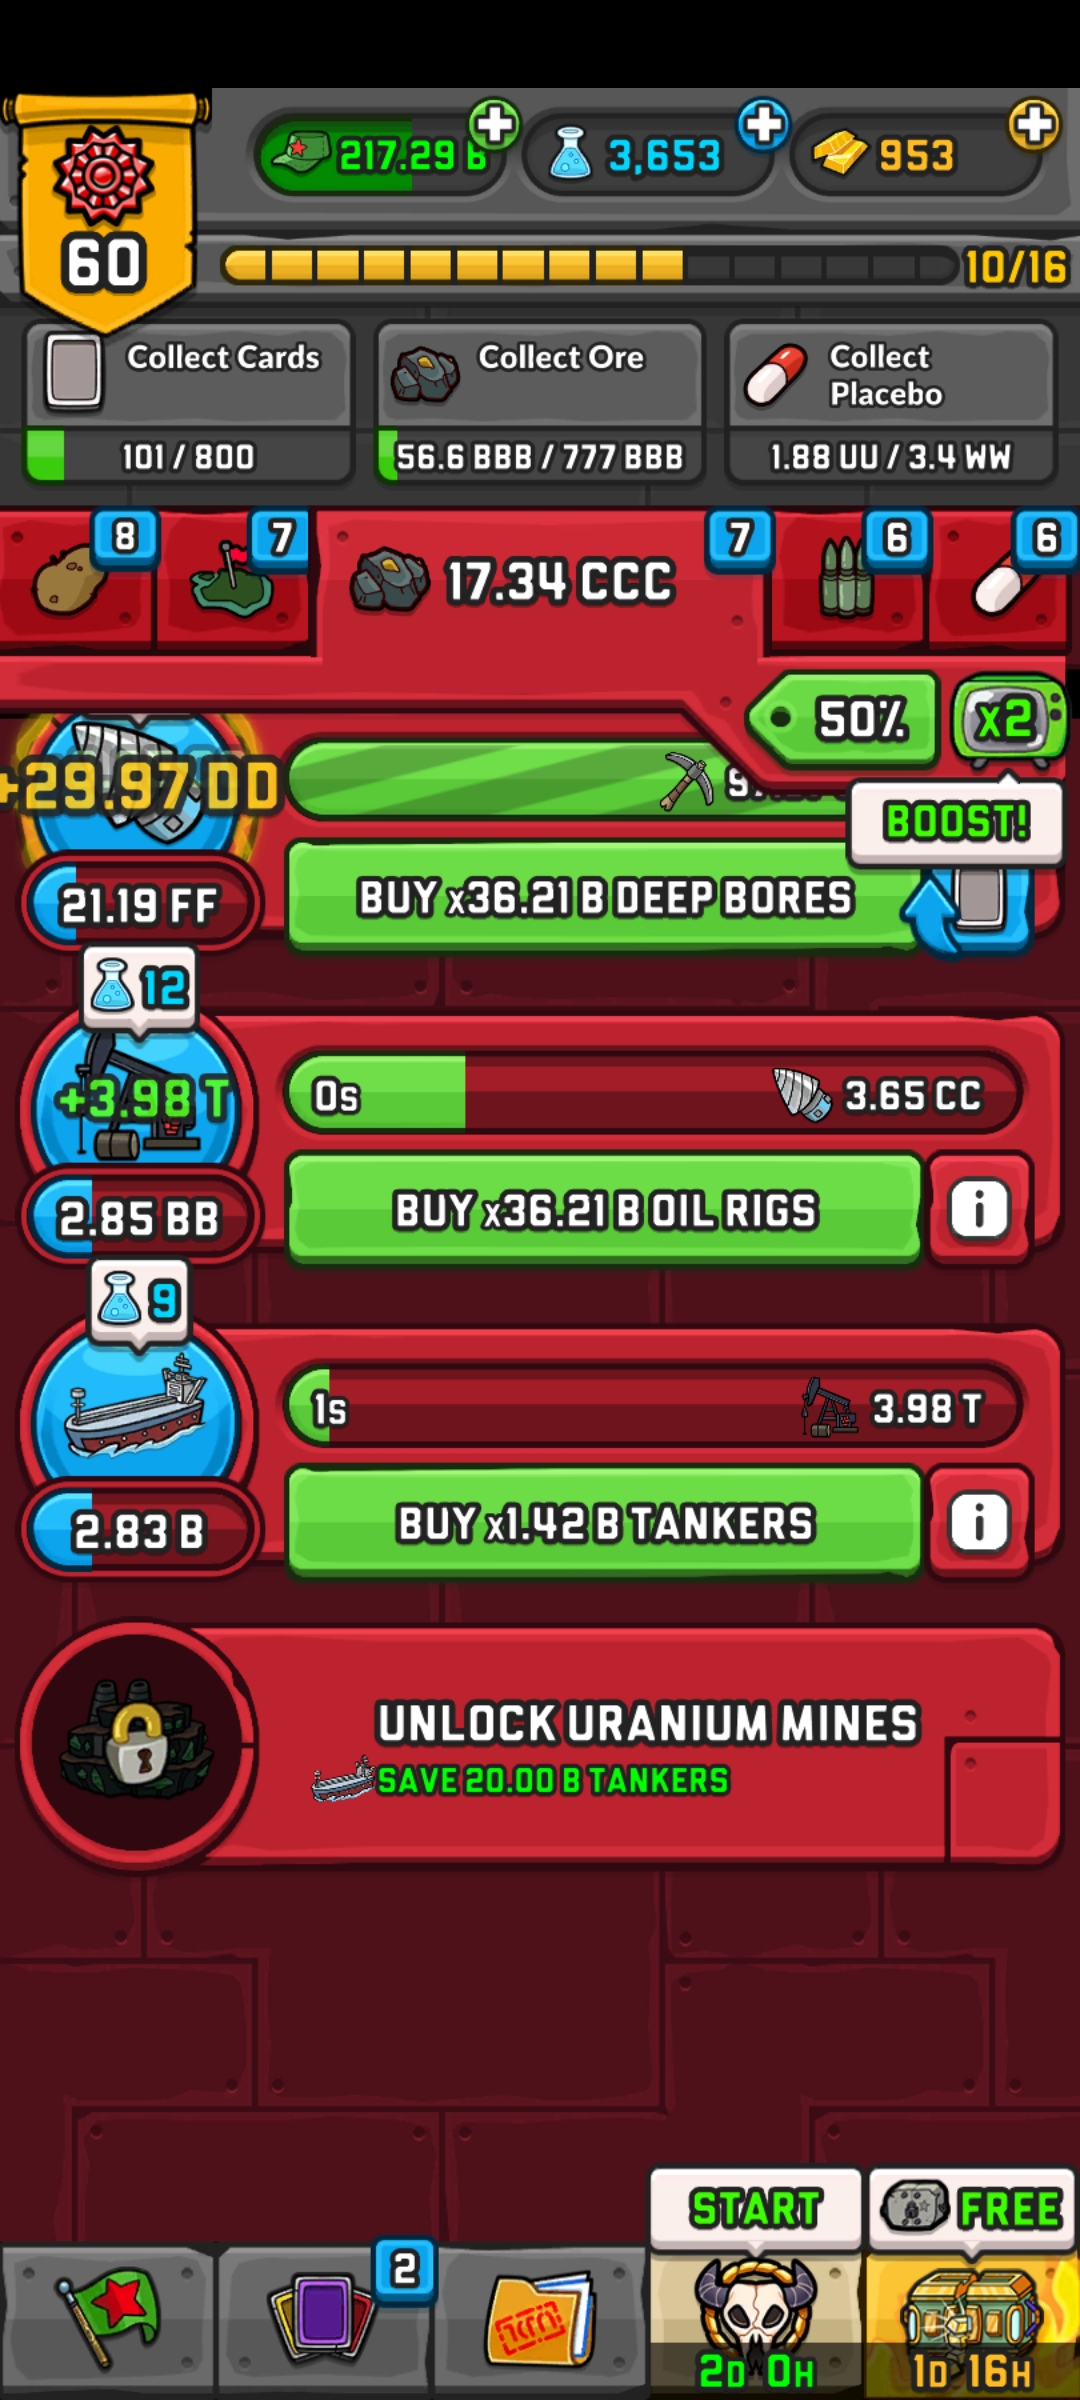 217.29 B
3,653
953
60
10/16
Collect Cards
101 / 800
Collect Ore
56.6 BBB / 777 BBB
Collect
Placebo
1.88 UU / 3.4 WW
8
7
17.34 CCC
7
6
6
50%
x2
BOOST!
+29.97 DD
21.19 FF
BUY x36.21 B DEEP BORES
12
+3.98 T
0s
3.65 CC
2.85 BB
BUY x36.21 B OIL RIGS
i
9
1s
3.98 T
2.83 B
BUY x1.42 B TANKERS
i
UNLOCK URANIUM MINES
SAVE 20.00 B TANKERS
START
FREE
2
2D 0H
1D 16H